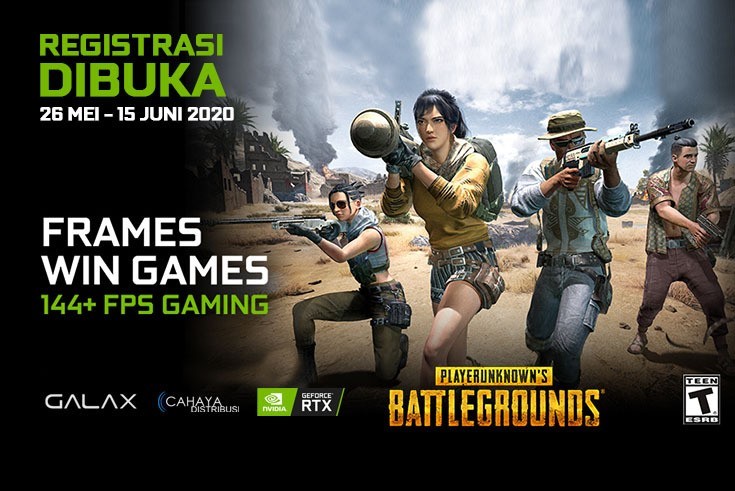 REGISTRASI
DIBUKA
26 MEI – 15 JUNI 2020
FRAMES
WIN GAMES
144+ FPS GAMING
GALAX
CAHAYA
DISTRIBUSI
NVIDIA
GEFORCE
RTX
PLAYERUNKNOWN'S
BATTLEGROUNDS
TEEN
T
ESRB